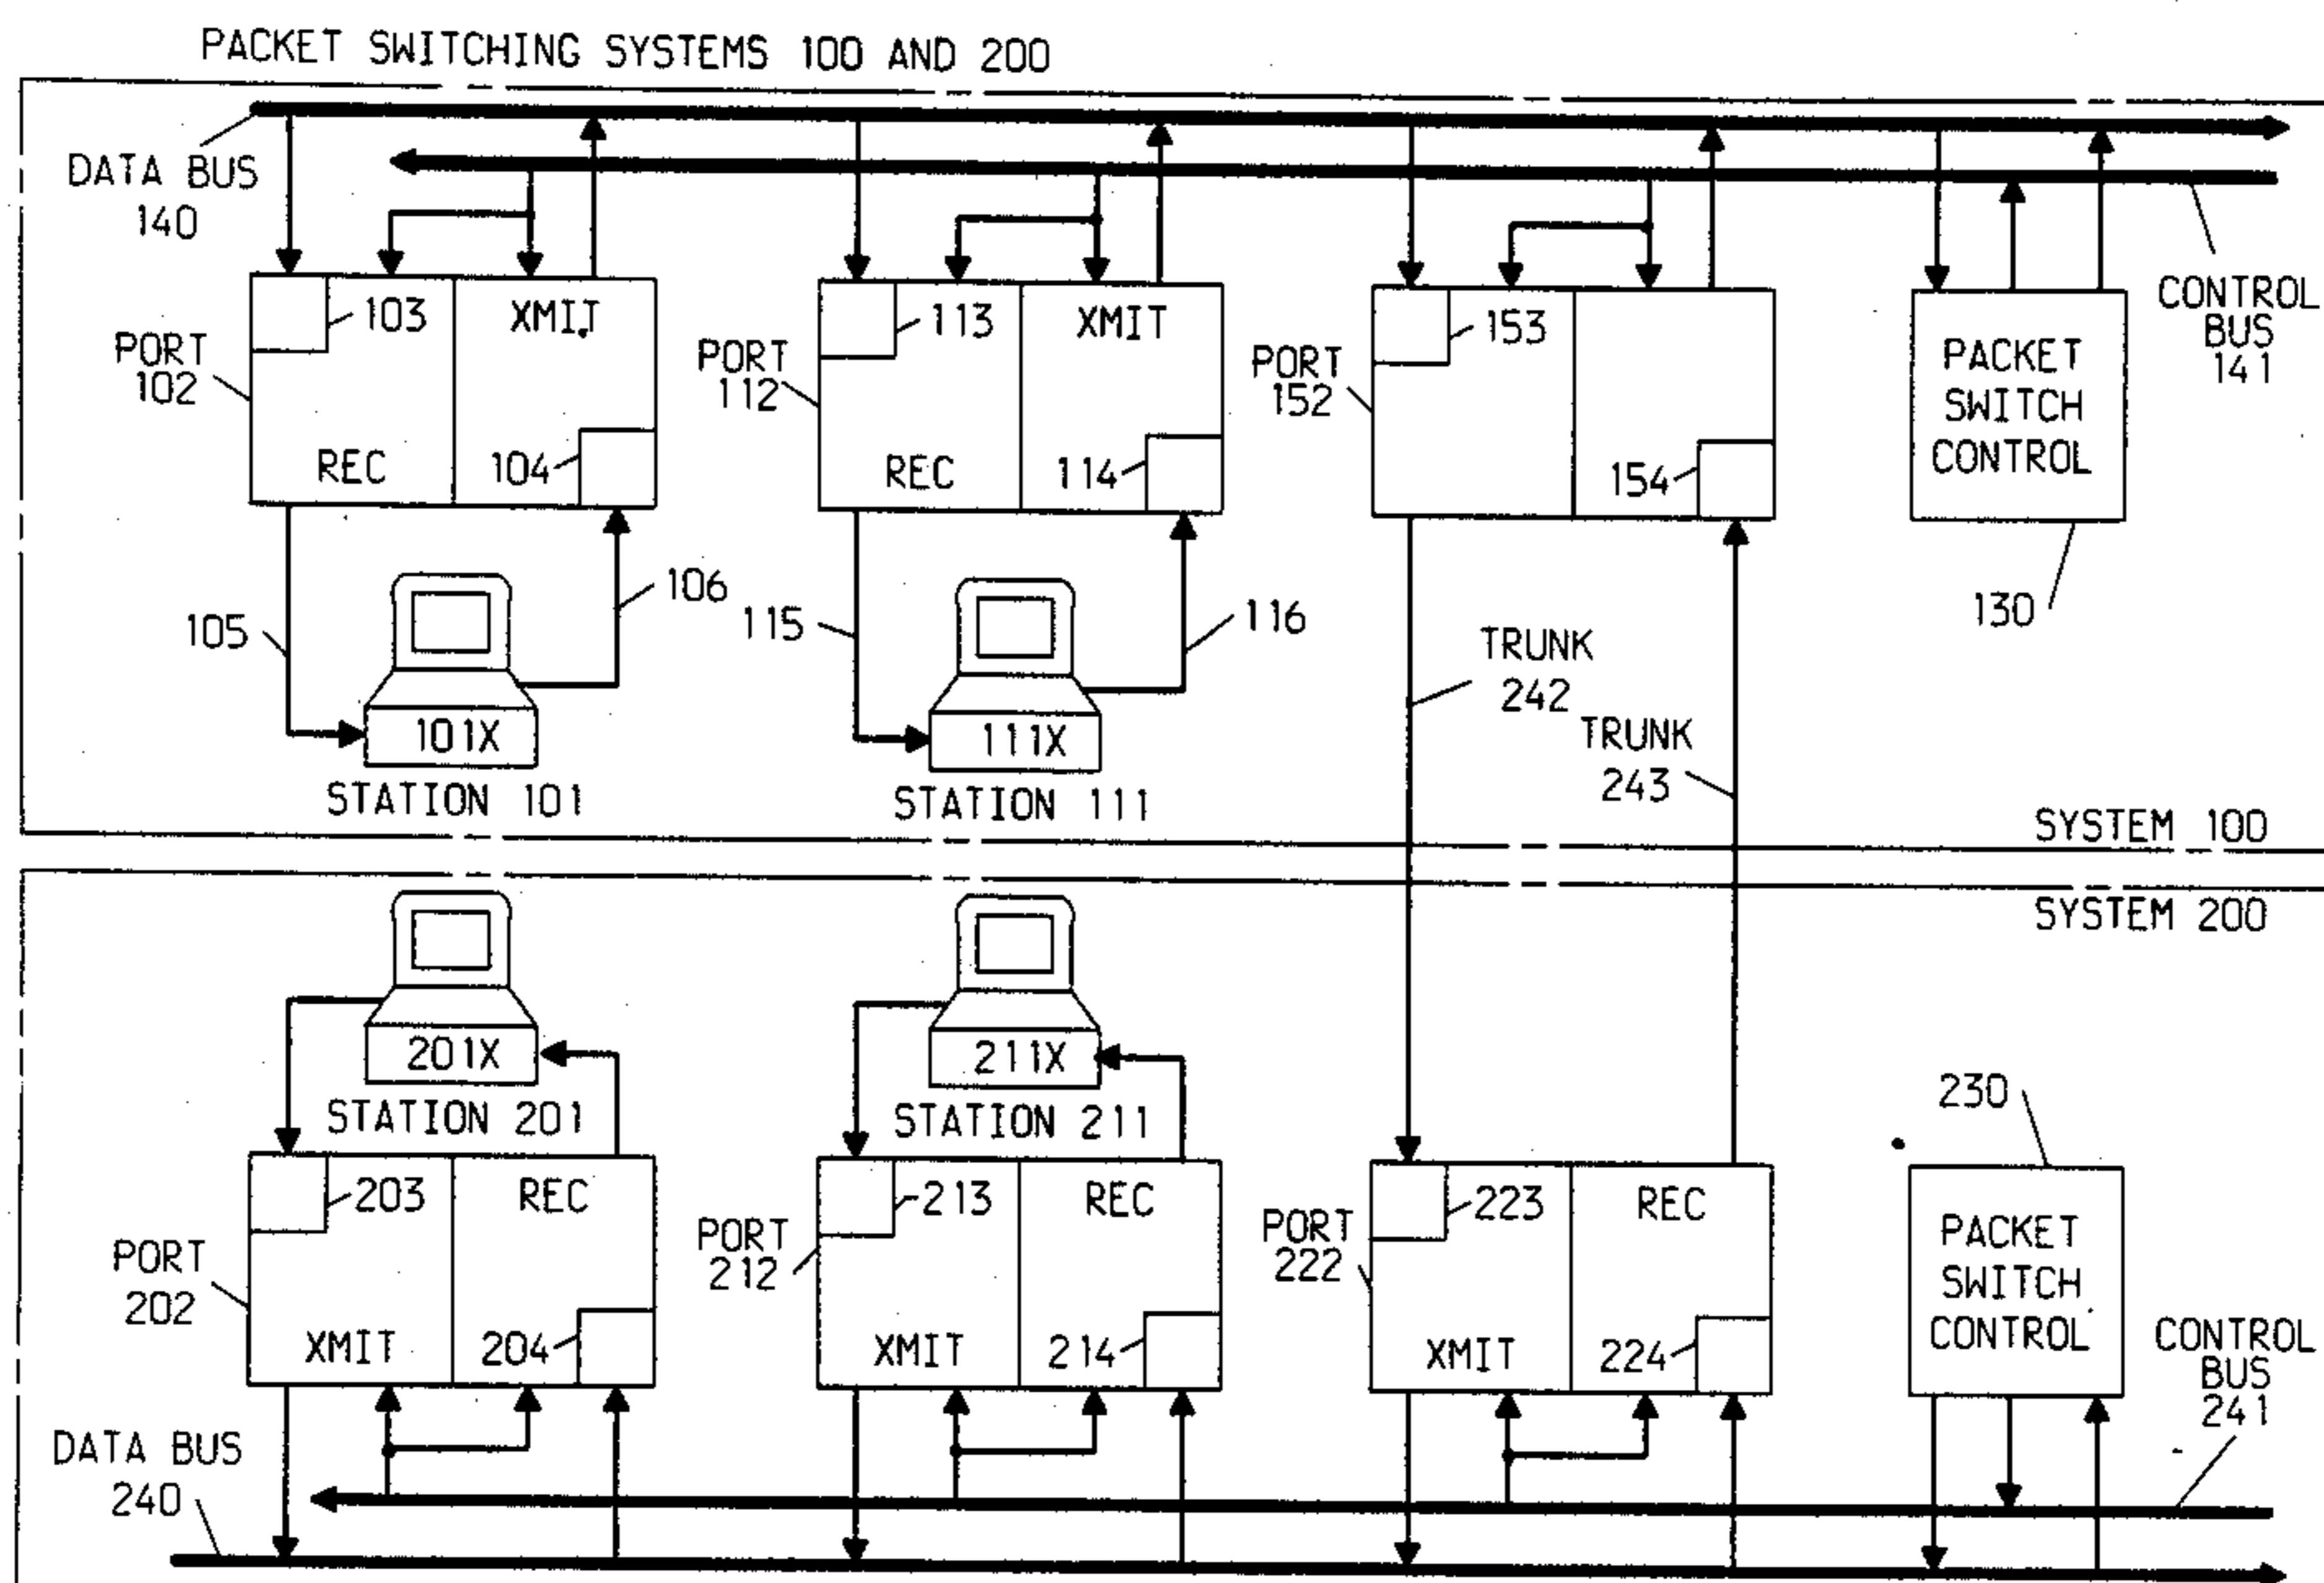 PACKET SWITCHING SYSTEMS 100 AND 200
DATA BUS
140
CONTROL
BUS
141
PORT
102
103
XMIT
REC
104
PORT
112
113
XMIT
REC
114
PORT
152
153
154
PACKET
SWITCH
CONTROL
130
105
106
101X
STATION 101
115
116
111X
STATION 111
TRUNK
242
TRUNK
243
SYSTEM 100
SYSTEM 200
201X
STATION 201
211X
STATION 211
230
PORT
202
203
REC
XMIT
204
PORT
212
213
REC
XMIT
214
PORT
222
223
REC
XMIT
224
PACKET
SWITCH
CONTROL
CONTROL
BUS
241
DATA BUS
240